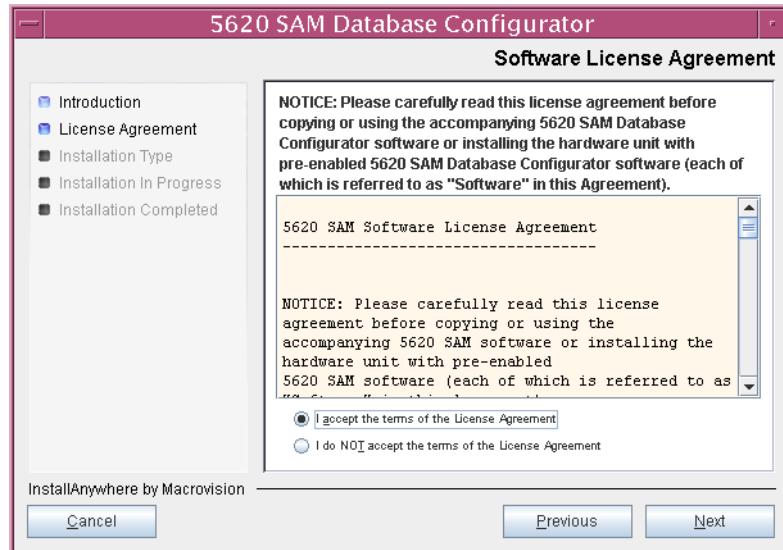 5620 SAM Database Configurator
Software License Agreement
Introduction
License Agreement
Installation Type
Installation In Progress
Installation Completed
NOTICE: Please carefully read this license agreement before
copying or using the accompanying 5620 SAM Database
Configurator software or installing the hardware unit with
pre-enabled 5620 SAM Database Configurator software (each of
which is referred to as "Software" in this Agreement).
5620 SAM Software License Agreement
-----------------------------------
NOTICE: Please carefully read this license
agreement before copying or using the
accompanying 5620 SAM software or installing the
hardware unit with pre-enabled
5620 SAM software (each of which is referred to as
I accept the terms of the License Agreement
I do NOT accept the terms of the License Agreement
InstallAnywhere by Macrovision
Cancel
Previous
Next